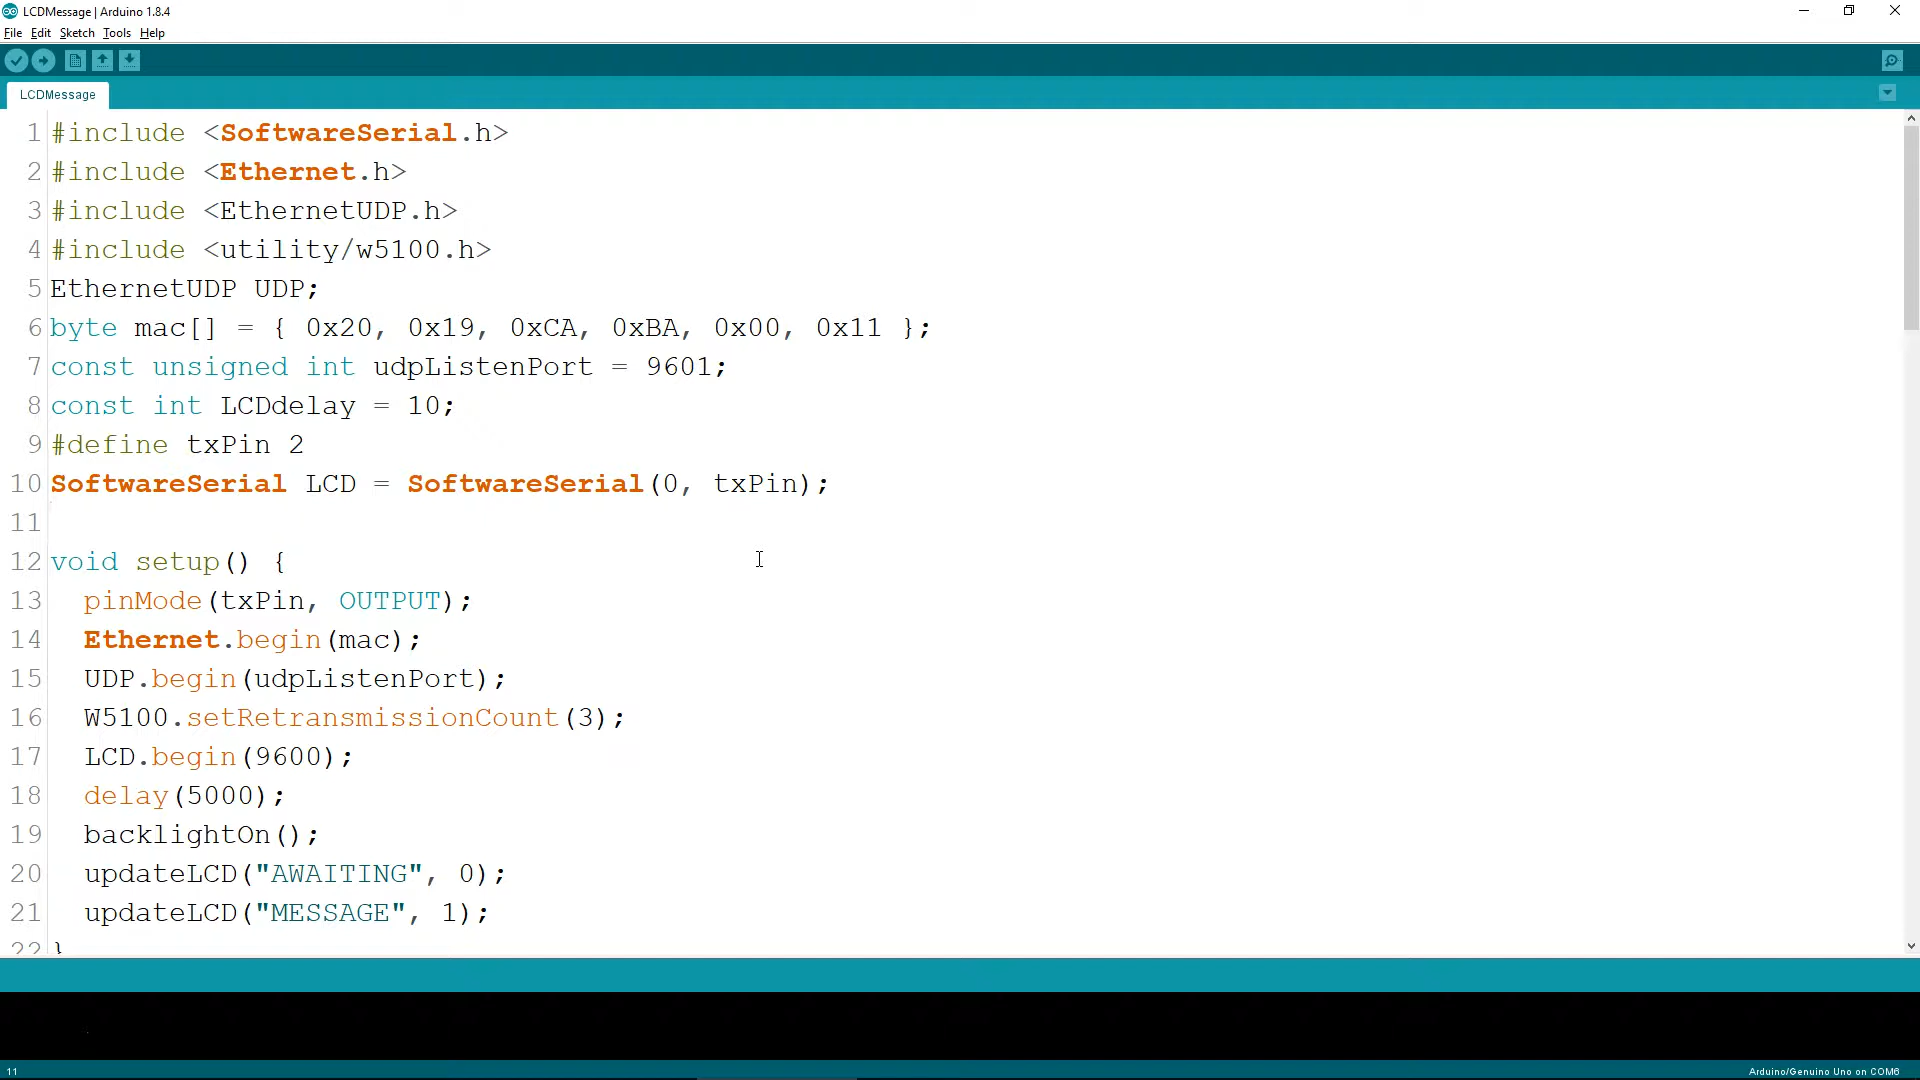 LCDMessage | Arduino 1.8.4
File Edit Sketch Tools Help
LCDMessage
1 #include <SoftwareSerial.h>
2 #include <Ethernet.h>
3 #include <EthernetUDP.h>
4 #include <utility/w5100.h>
5 EthernetUDP UDP;
6 byte mac[] = { 0x20, 0x19, 0xCA, 0xBA, 0x00, 0x11 };
7 const unsigned int udpListenPort = 9601;
8 const int LCDdelay = 10;
9 #define txPin 2
10 SoftwareSerial LCD = SoftwareSerial(0, txPin);
11
12 void setup() {
13   pinMode(txPin, OUTPUT);
14   Ethernet.begin(mac);
15   UDP.begin(udpListenPort);
16   W5100.setRetransmissionCount(3);
17   LCD.begin(9600);
18   delay(5000);
19   backlightOn();
20   updateLCD("AWAITING", 0);
21   updateLCD("MESSAGE", 1);
22 }
11
Arduino/Genuino Uno on COM6